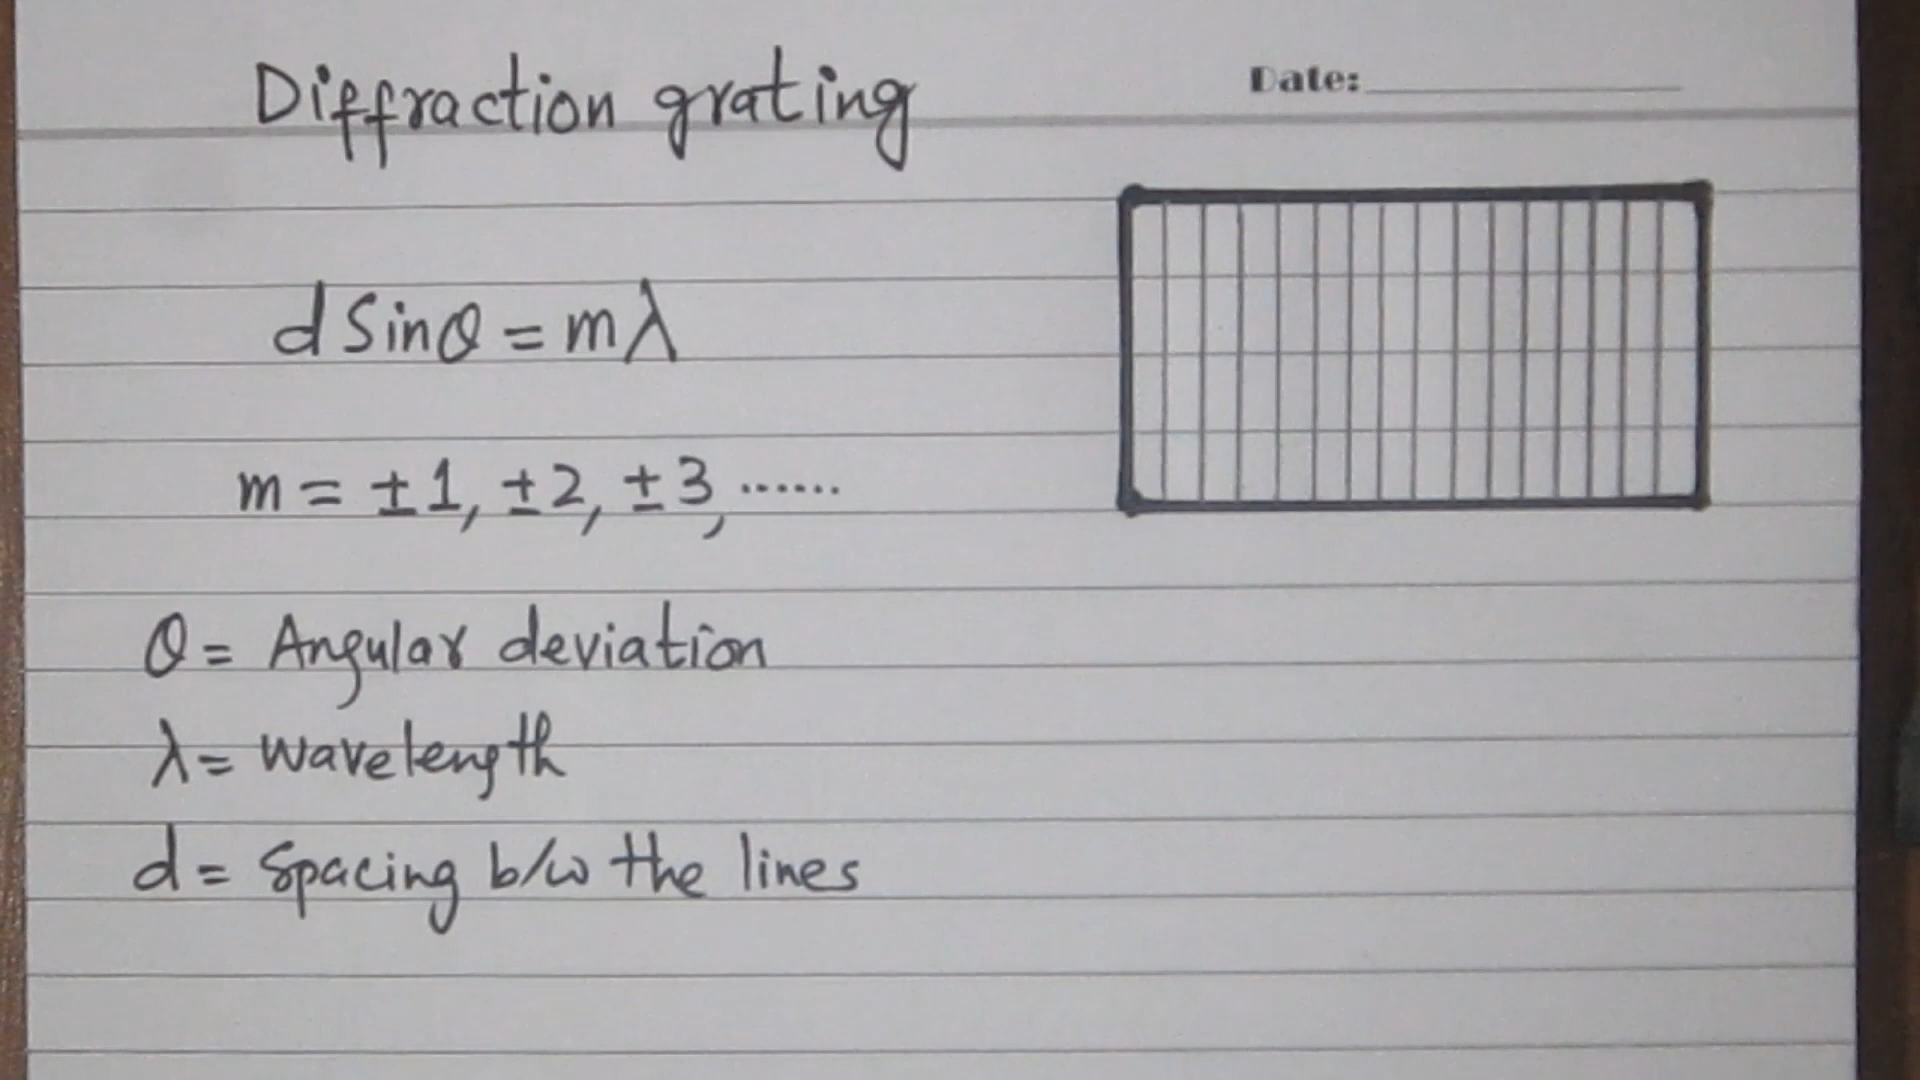 Diffraction grating
Date:
d Sinθ = mλ
m = ±1, ±2, ±3, ......
θ = Angular deviation
λ = wavelength
d = Spacing b/w the lines